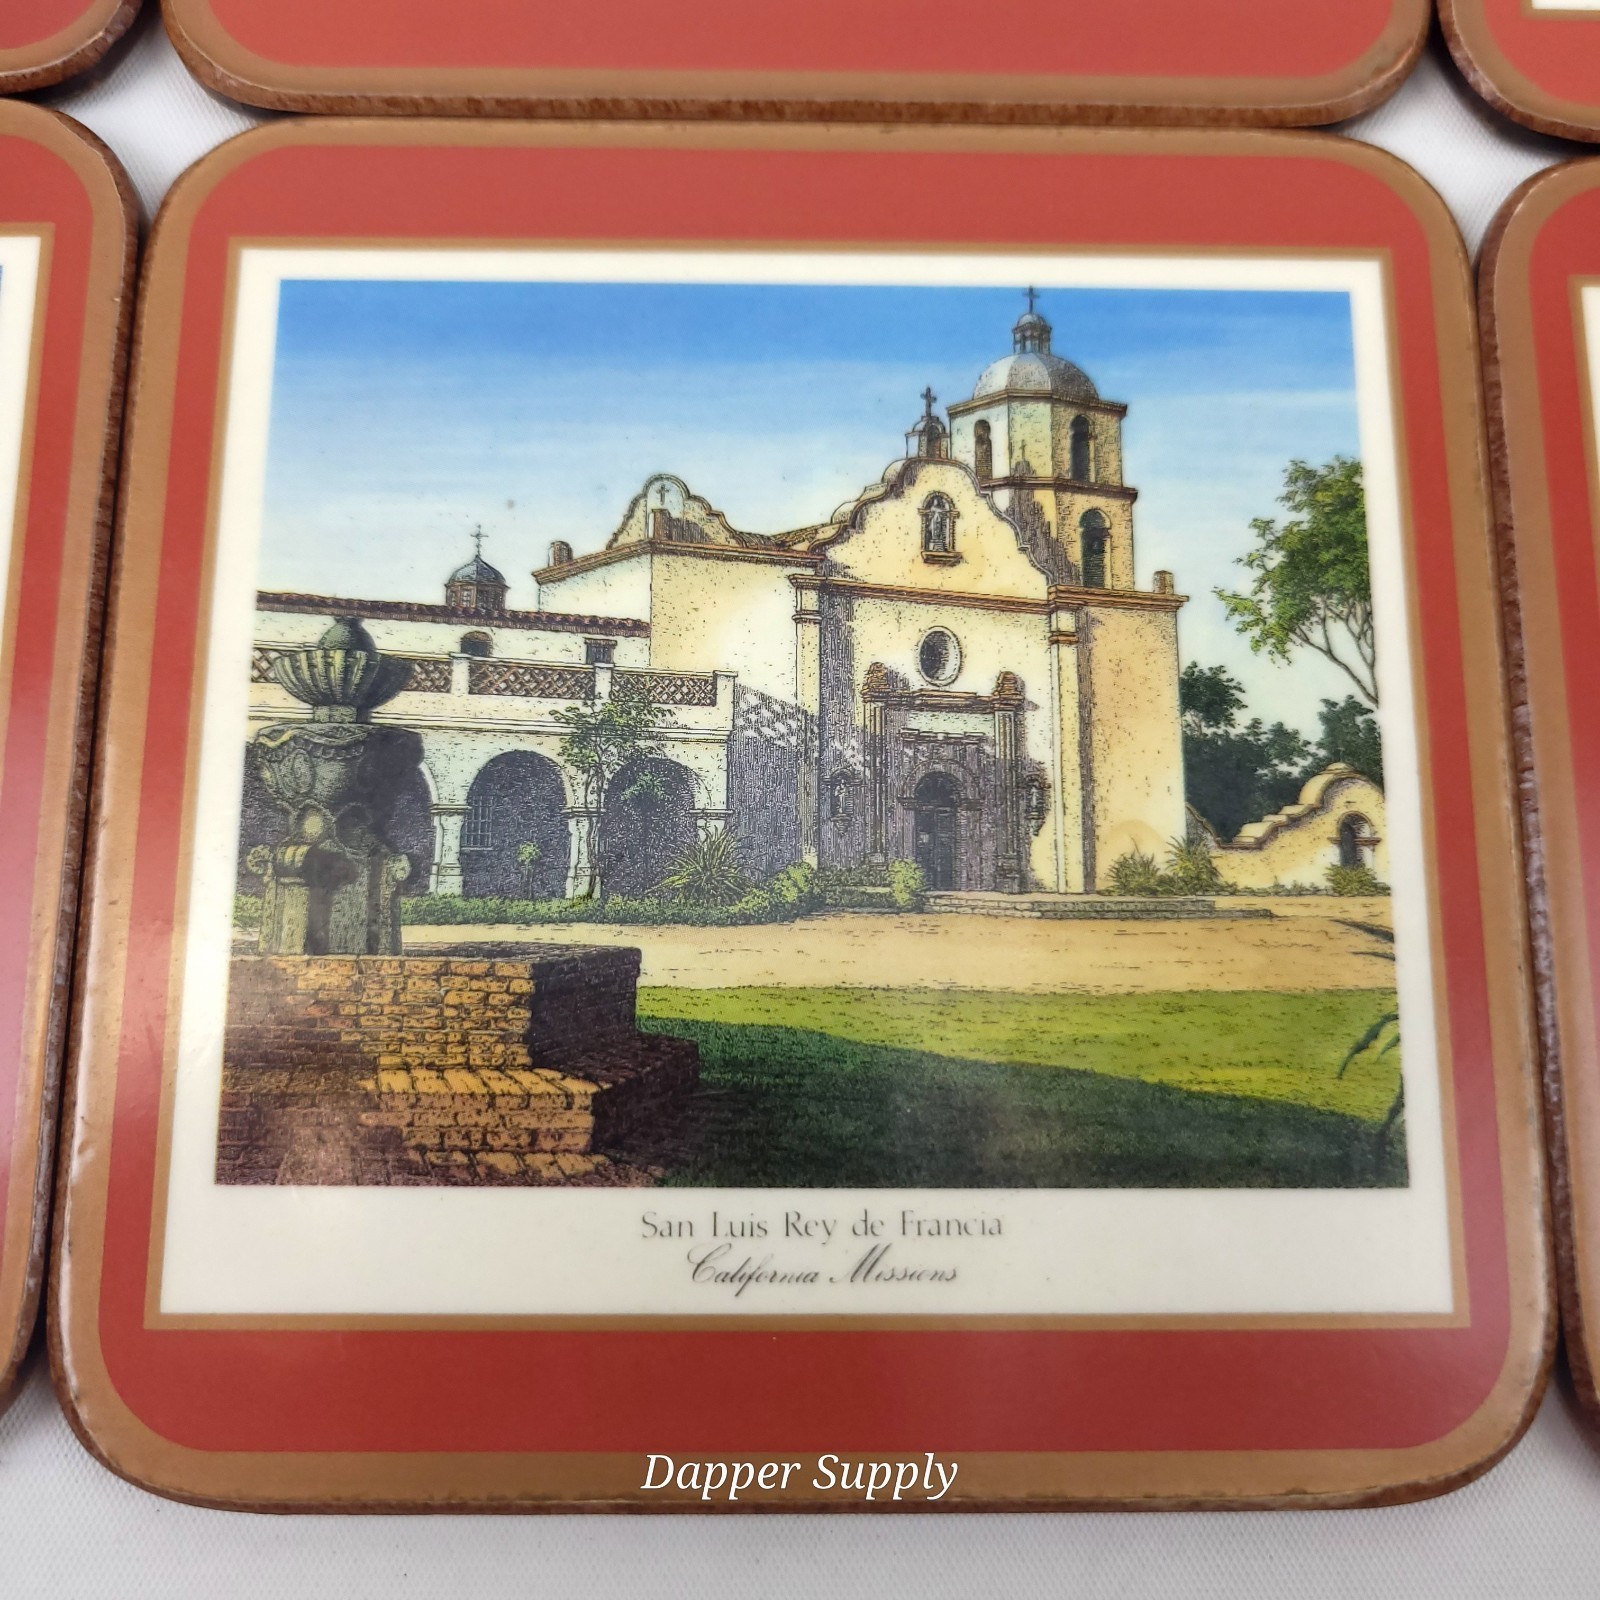 San Luis Rey de Francia
California Missions
Dapper Supply